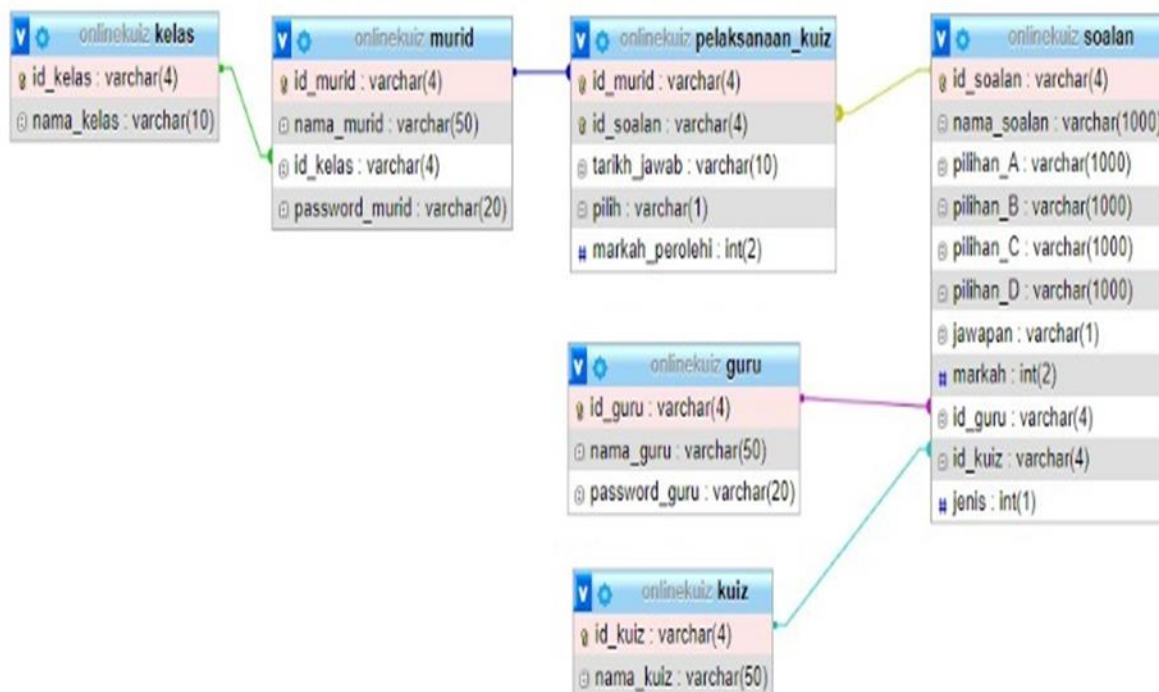 onlinekuiz kelas
id_kelas : varchar(4)
nama_kelas : varchar(10)
onlinekuiz murid
id_murid : varchar(4)
nama_murid : varchar(50)
id_kelas : varchar(4)
password_murid : varchar(20)
onlinekuiz pelaksanaan_kuiz
id_murid : varchar(4)
id_soalan : varchar(4)
tarikh_jawab : varchar(10)
pilih : varchar(1)
# markah_perolehi : int(2)
onlinekuiz soalan
id_soalan : varchar(4)
nama_soalan : varchar(1000)
pilihan_A : varchar(1000)
pilihan_B : varchar(1000)
pilihan_C : varchar(1000)
pilihan_D : varchar(1000)
jawapan : varchar(1)
# markah : int(2)
id_guru : varchar(4)
id_kuiz : varchar(4)
# jenis : int(1)
onlinekuiz guru
id_guru : varchar(4)
nama_guru : varchar(50)
password_guru : varchar(20)
onlinekuiz kuiz
id_kuiz : varchar(4)
nama_kuiz : varchar(50)